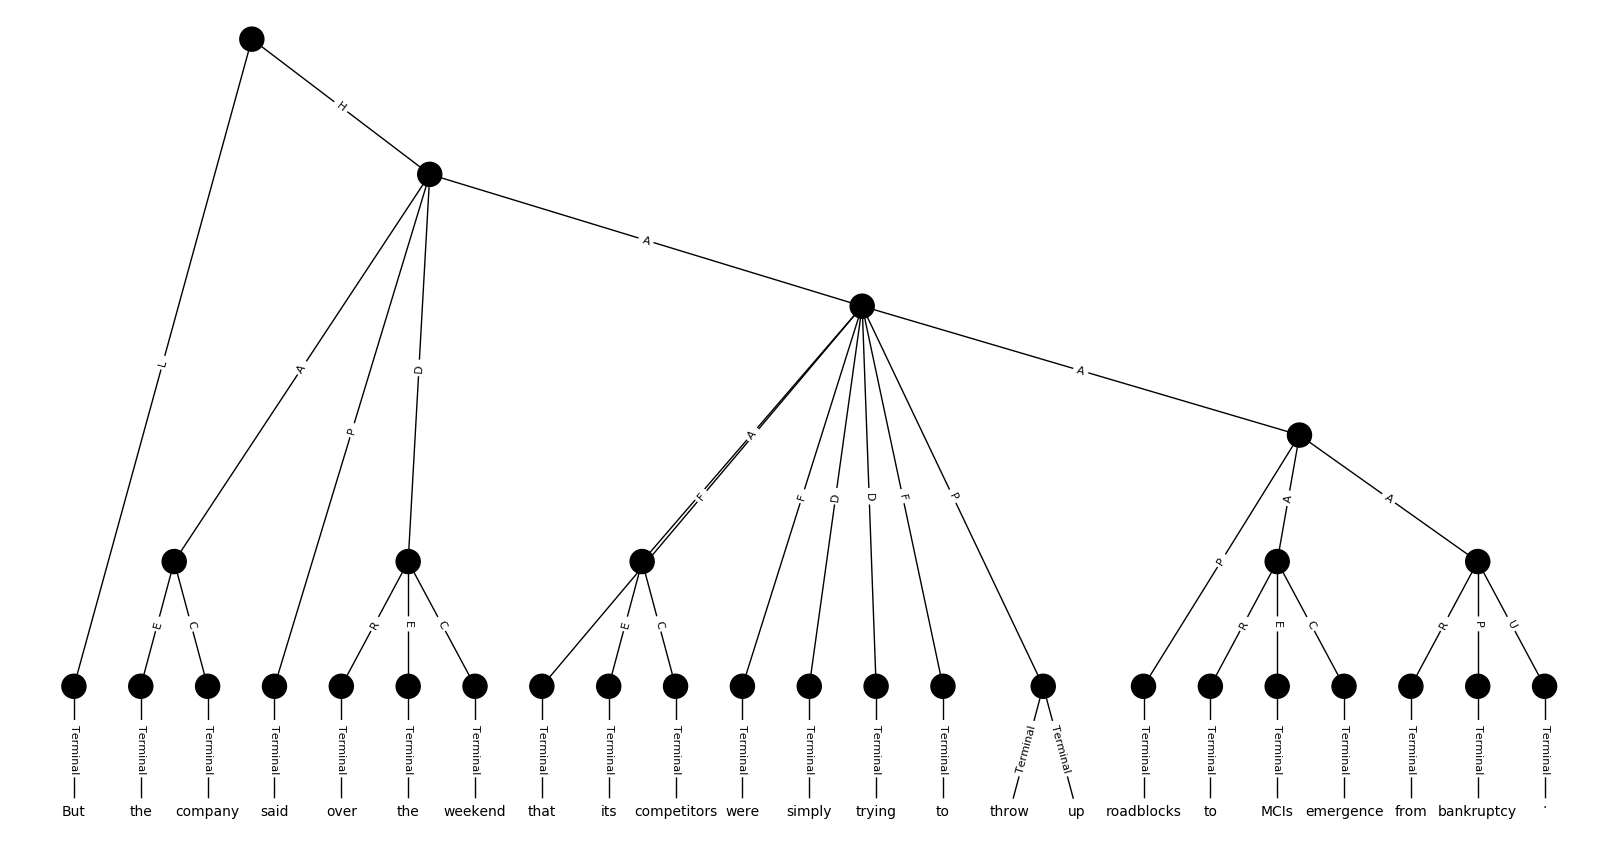 H
A
L
A
P
D
A
A
F
F
D
D
F
P
P
A
A
E
C
R
E
C
E
C
R
E
C
R
P
U
Terminal Terminal Terminal Terminal Terminal Terminal Terminal Terminal Terminal Terminal Terminal Terminal Terminal Terminal Terminal Terminal Terminal Terminal Terminal Terminal Terminal Terminal Terminal
But the company said over the weekend that its competitors were simply trying to throw up roadblocks to MCIs emergence from bankruptcy .